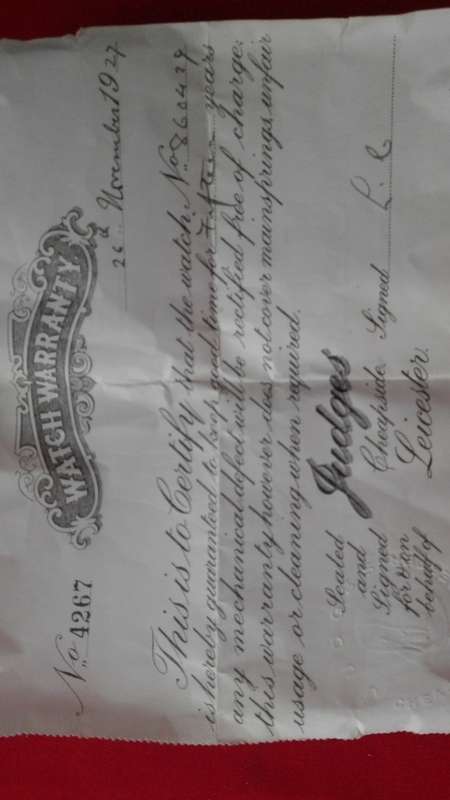 WATCH WARRANTY
No. 4267
26 November 1927
This is to Certify that the watch No 860427
is hereby guaranteed to keep good time for Fifteen years
any mechanical defect will be rectified free of charge.
this warranty however does not cover mainsprings, unfair
usage or cleaning when required.
Sealed
and
Signed
for & on
behalf of
Judges
Cheapside
Leicester.
Signed L. C